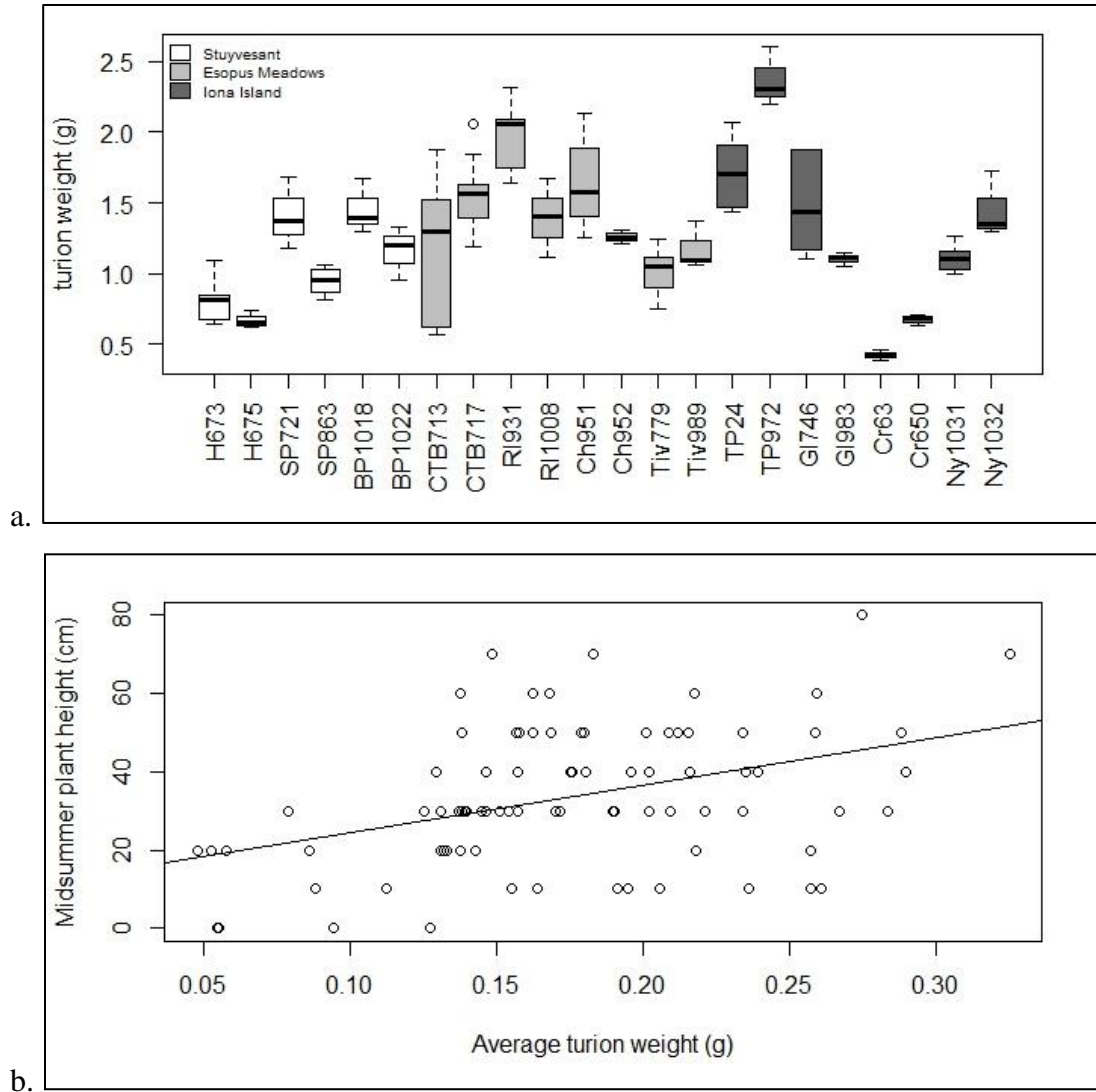 Stuyvesant
Esopus Meadows
Iona Island
turion weight (g)
2.5
2.0
1.5
1.0
0.5
H673 H675 SP721 SP863 BP1018 BP1022 CTB713 CTB717 RI931 RI1008 Ch951 Ch952 Tiv779 Tiv989 TP24 TP972 GI746 GI983 Cr63 Cr650 Ny1031 Ny1032
a.
Midsummer plant height (cm)
80
60
40
20
0
0.05 0.10 0.15 0.20 0.25 0.30
Average turion weight (g)
b.